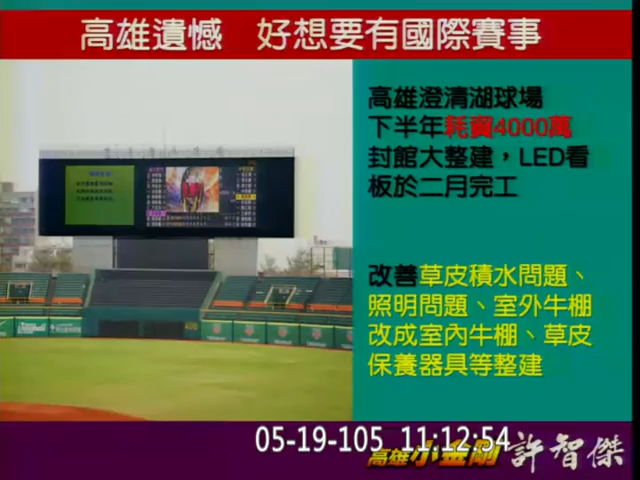 高雄遺憾　好想要有國際賽事
高雄澄清湖球場
下半年耗資4000萬
封館大整建，LED看
板於二月完工
改善草皮積水問題、
照明問題、室外牛棚
改成室內牛棚、草皮
保養器具等整建
400
05-19-105 11:12:54
高雄小金剛 許智傑